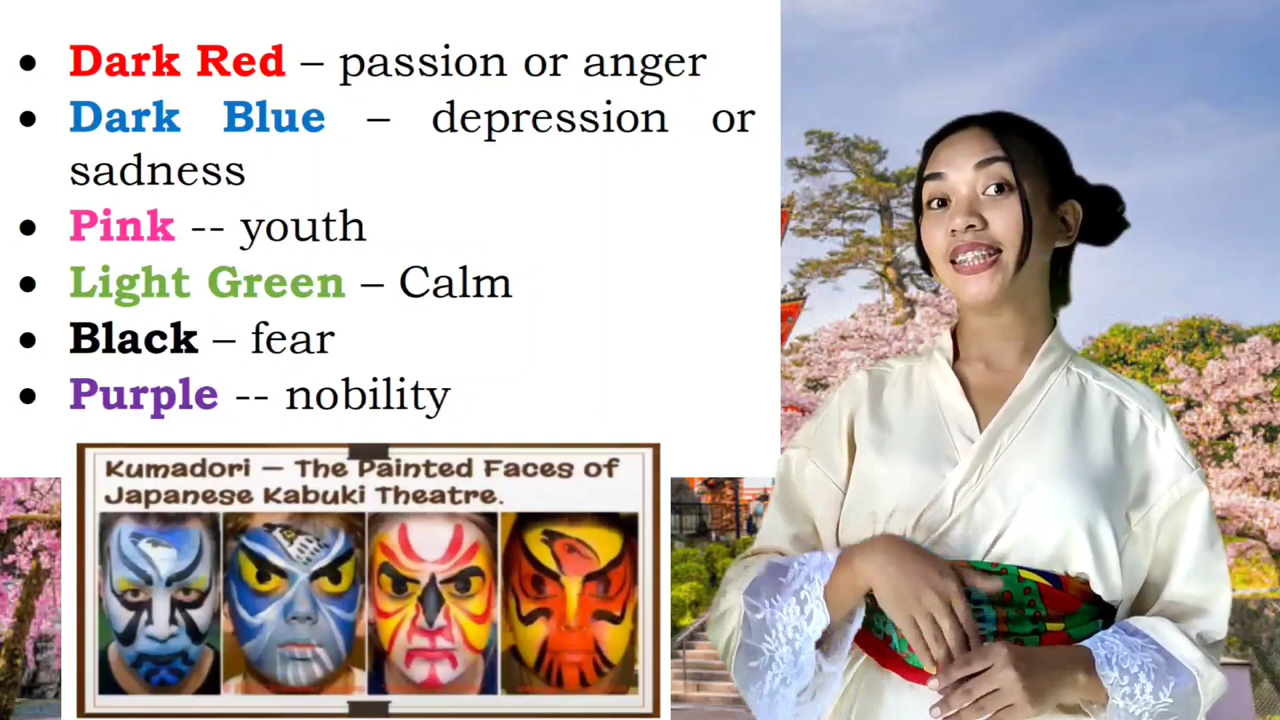 • Dark Red – passion or anger
• Dark Blue – depression or
sadness
• Pink -- youth
• Light Green – Calm
• Black – fear
• Purple -- nobility
Kumadori – The Painted Faces of
Japanese Kabuki Theatre.